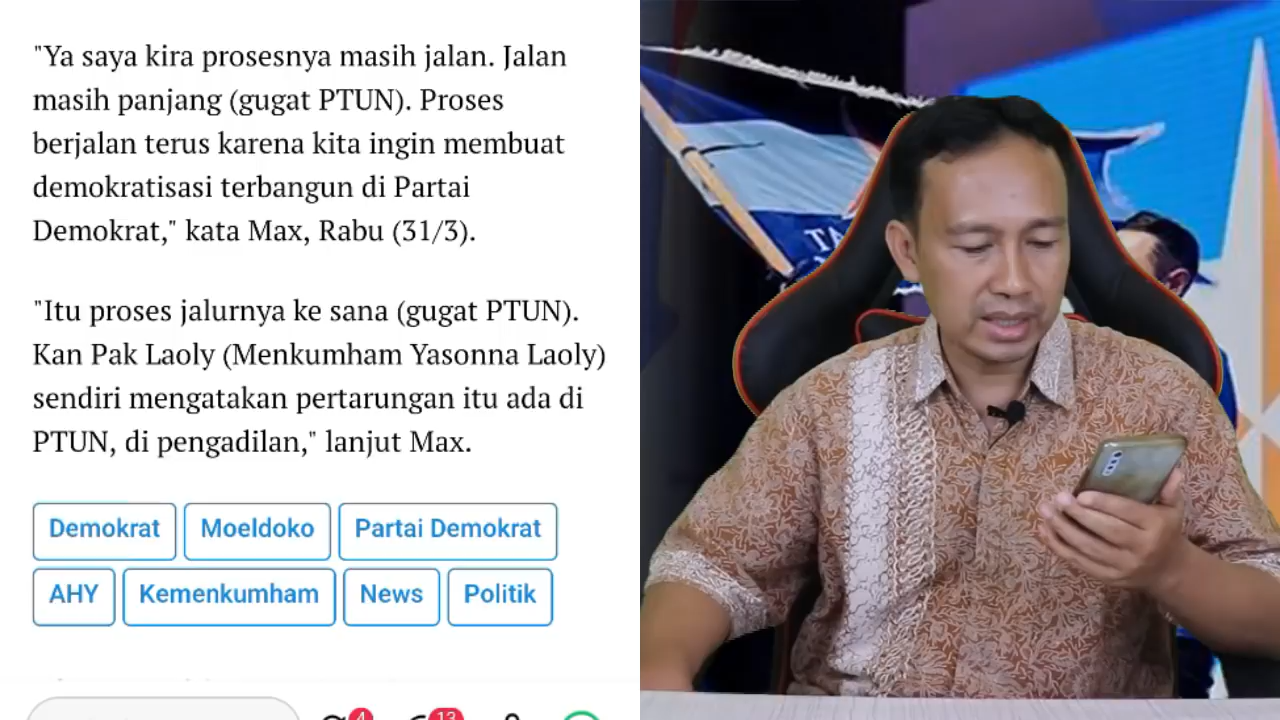 "Ya saya kira prosesnya masih jalan. Jalan
masih panjang (gugat PTUN). Proses
berjalan terus karena kita ingin membuat
demokratisasi terbangun di Partai
Demokrat," kata Max, Rabu (31/3).
"Itu proses jalurnya ke sana (gugat PTUN).
Kan Pak Laoly (Menkumham Yasonna Laoly)
sendiri mengatakan pertarungan itu ada di
PTUN, di pengadilan," lanjut Max.
Demokrat Moeldoko Partai Demokrat
AHY Kemenkumham News Politik
4 13
TA